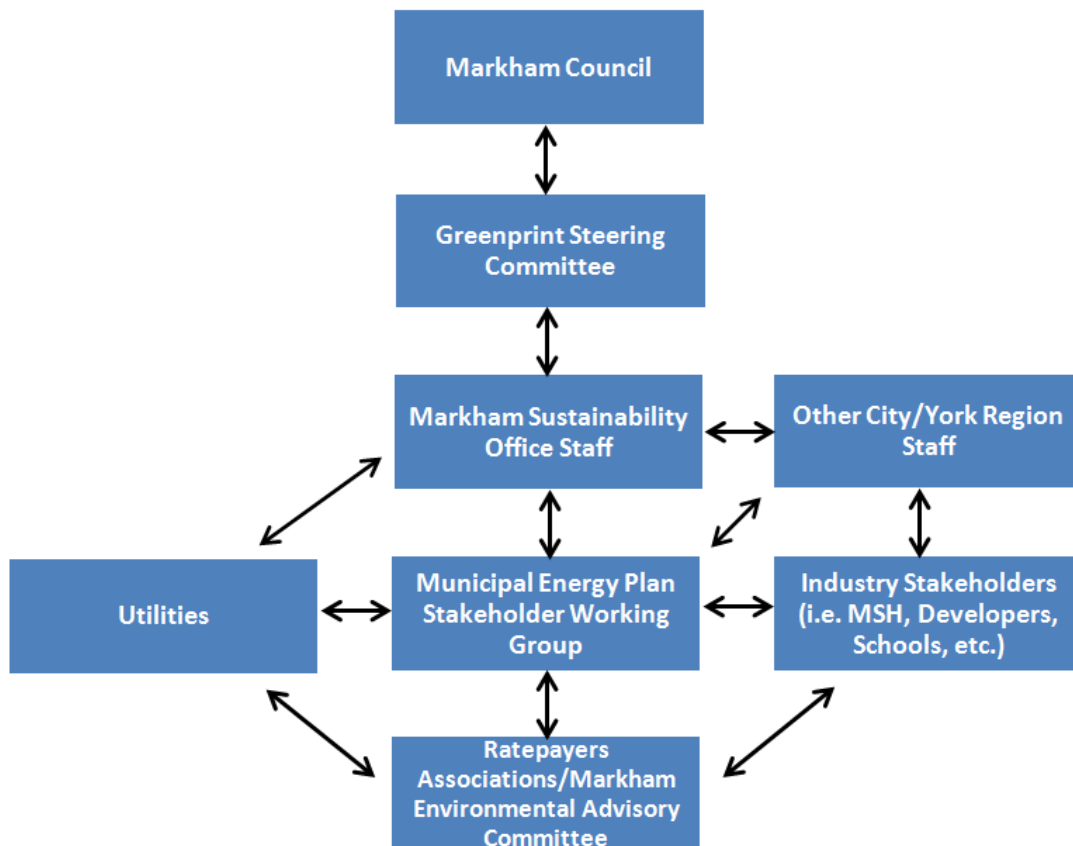 Markham Council
Greenprint Steering
Committee
Markham Sustainability
Office Staff
Other City/York Region
Staff
Utilities
Municipal Energy Plan
Stakeholder Working
Group
Industry Stakeholders
(i.e. MSH, Developers,
Schools, etc.)
Ratepayers
Associations/Markham
Environmental Advisory
Committee